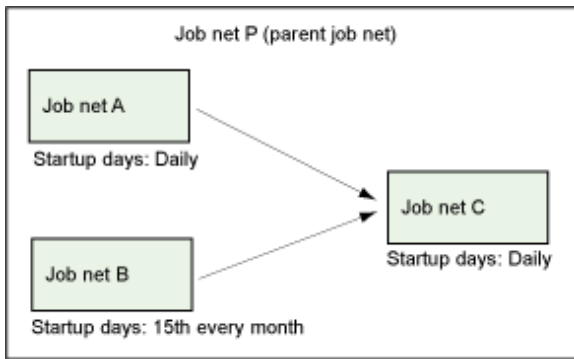 Job net P (parent job net)
Job net A
Startup days: Daily
Job net C
Startup days: Daily
Job net B
Startup days: 15th every month